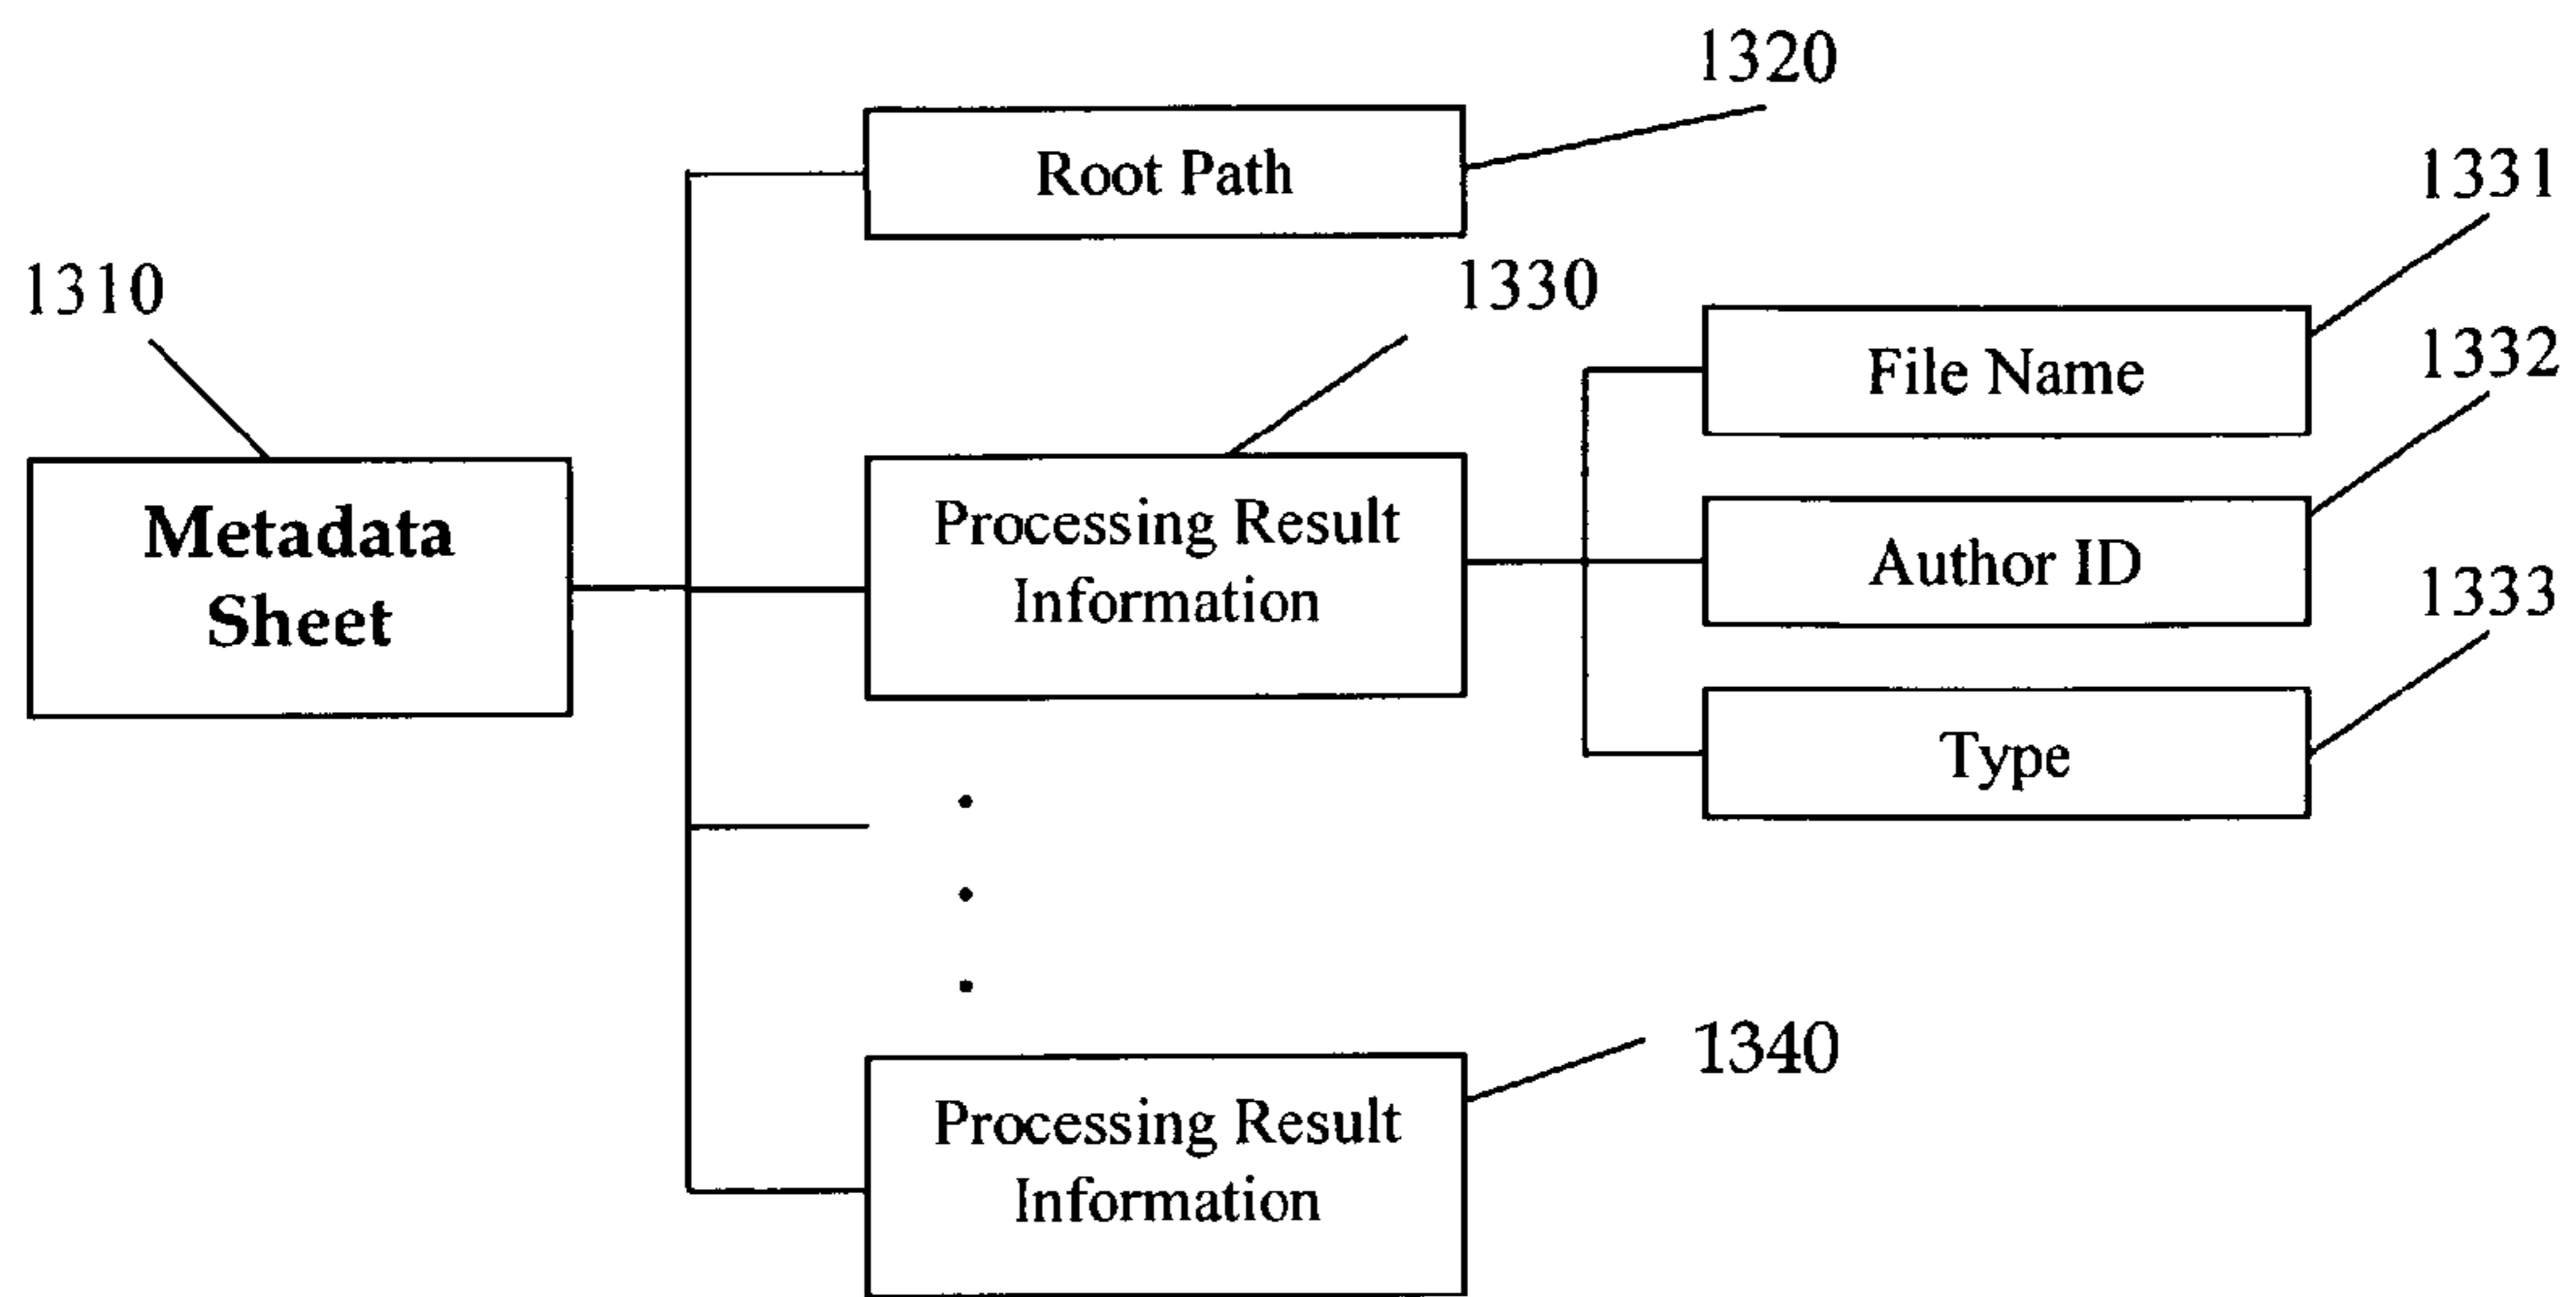 1320
Root Path
1331
1310
1330
File Name
1332
Metadata
Sheet
Processing Result
Information
Author ID
1333
Type
1340
Processing Result
Information